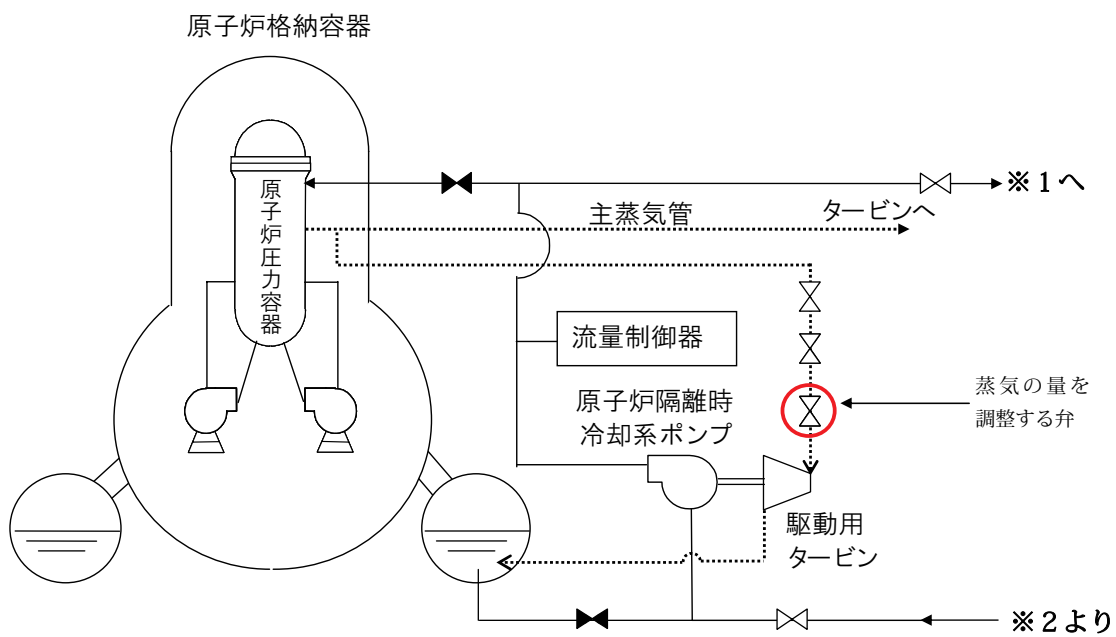 原子炉格納容器
原子炉圧力容器
※1へ
主蒸気管
タービンへ
流量制御器
原子炉隔離時
冷却系ポンプ
蒸気の量を
調整する弁
駆動用
タービン
※2より